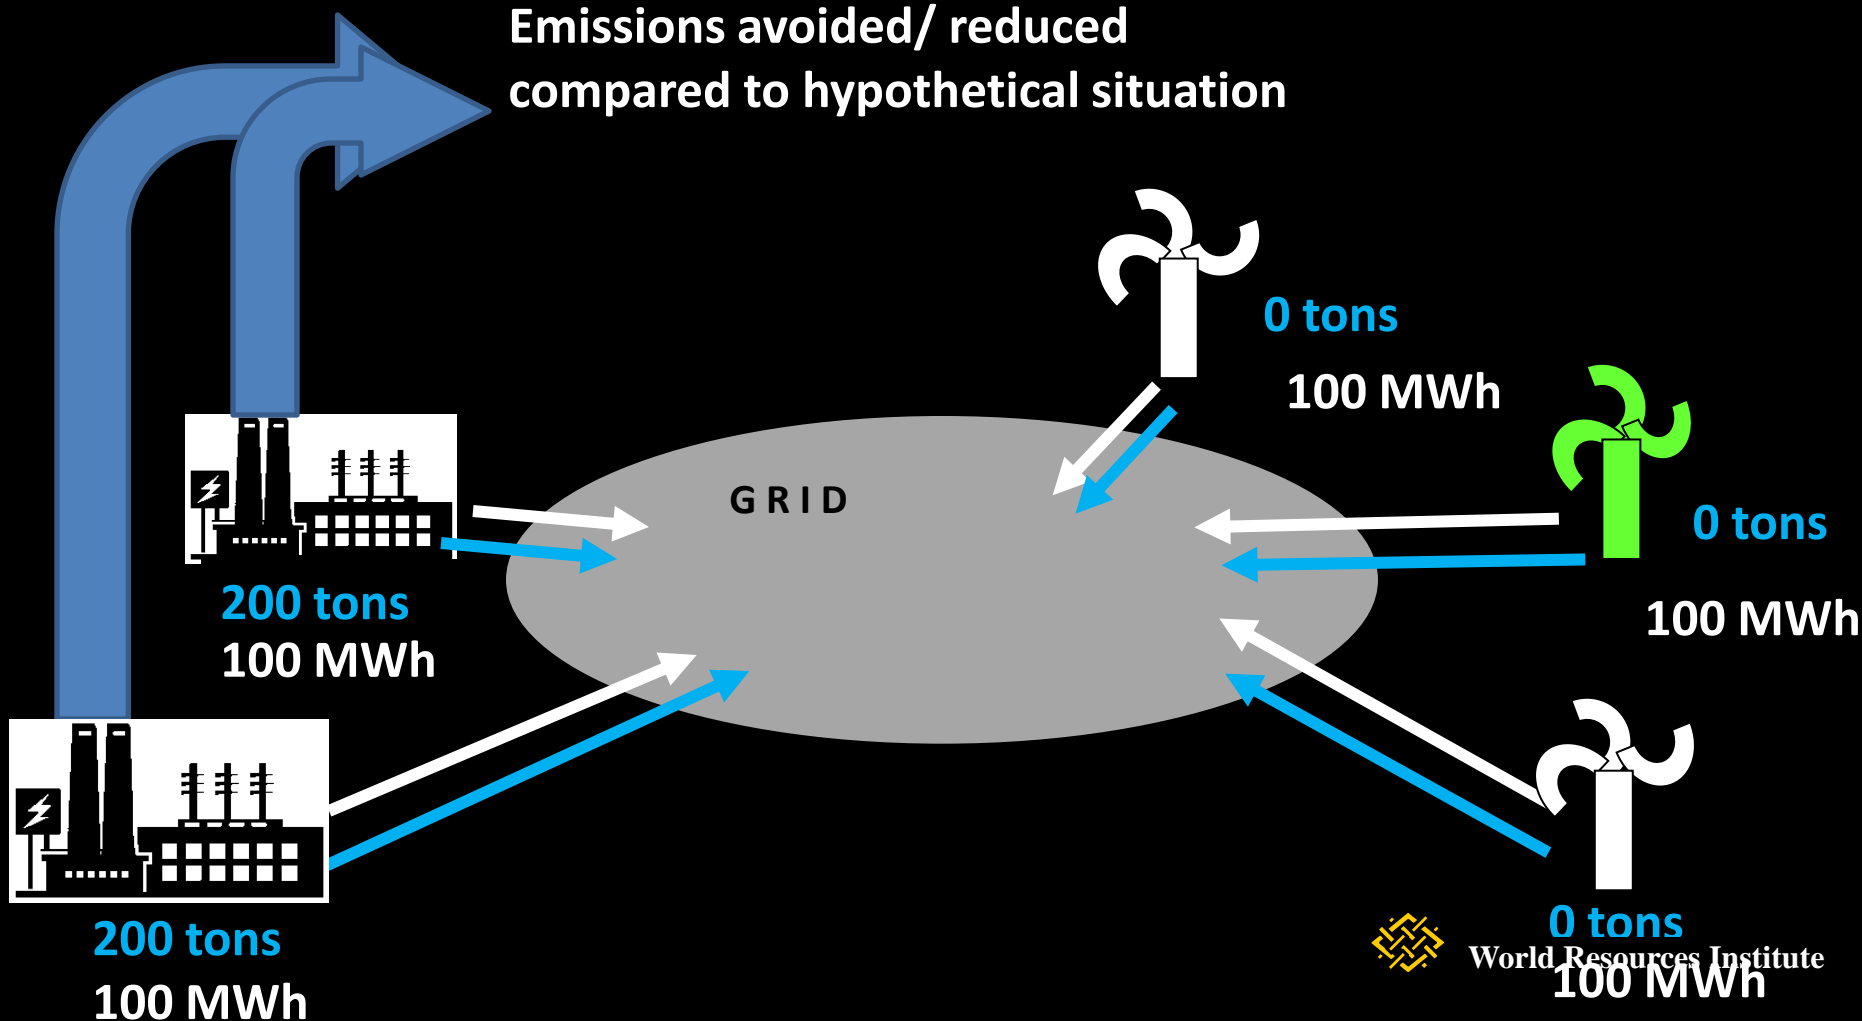 Emissions avoided/ reduced
compared to hypothetical situation
0 tons
100 MWh
GRID
0 tons
100 MWh
200 tons
100 MWh
200 tons
100 MWh
0 tons
World Resources Institute
100 MWh